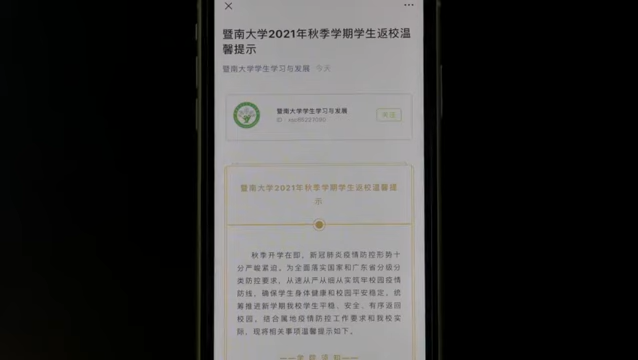 暨南大学2021年秋季学期学生返校温
馨提示
暨南大学学生学习与发展 今天
暨南大学学生学习与发展
关注
暨南大学2021年秋季学期学生返校温馨提
示
秋季开学在即，新冠肺炎疫情防控形势十
分严峻紧迫。为全面落实国家和广东省分级分
类防控要求，从速从严从细从实筑牢校园疫情
防线，确保学生身体健康和校园平安稳定，统
筹推进新学期我校学生平稳、安全、有序返回
校园，结合属地疫情防控工作要求和我校实
际，现将相关事项温馨提示如下。